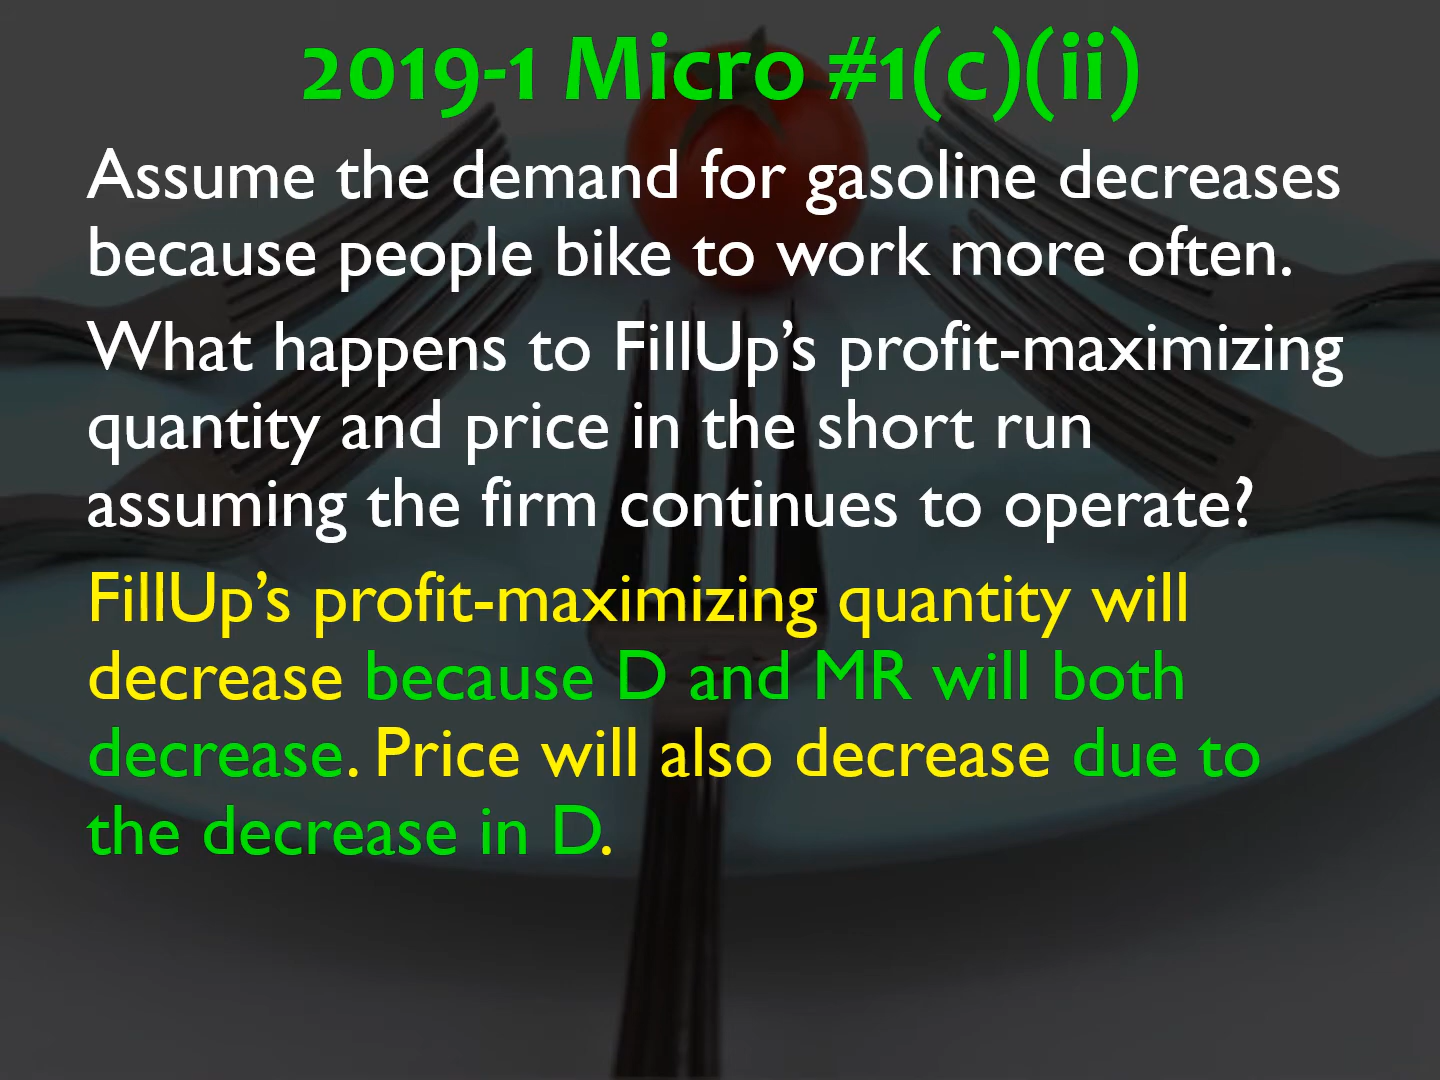 2019-1 Micro #1(c)(ii)
Assume the demand for gasoline decreases
because people bike to work more often.
What happens to FillUp’s profit-maximizing
quantity and price in the short run
assuming the firm continues to operate?
FillUp’s profit-maximizing quantity will
decrease because D and MR will both
decrease. Price will also decrease due to
the decrease in D.